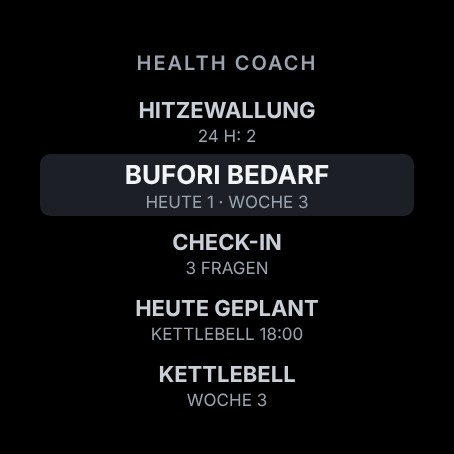 HEALTH COACH
HITZEWALLUNG
24 H: 2
BUFORI BEDARF
HEUTE 1 · WOCHE 3
CHECK-IN
3 FRAGEN
HEUTE GEPLANT
KETTLEBELL 18:00
KETTLEBELL
WOCHE 3